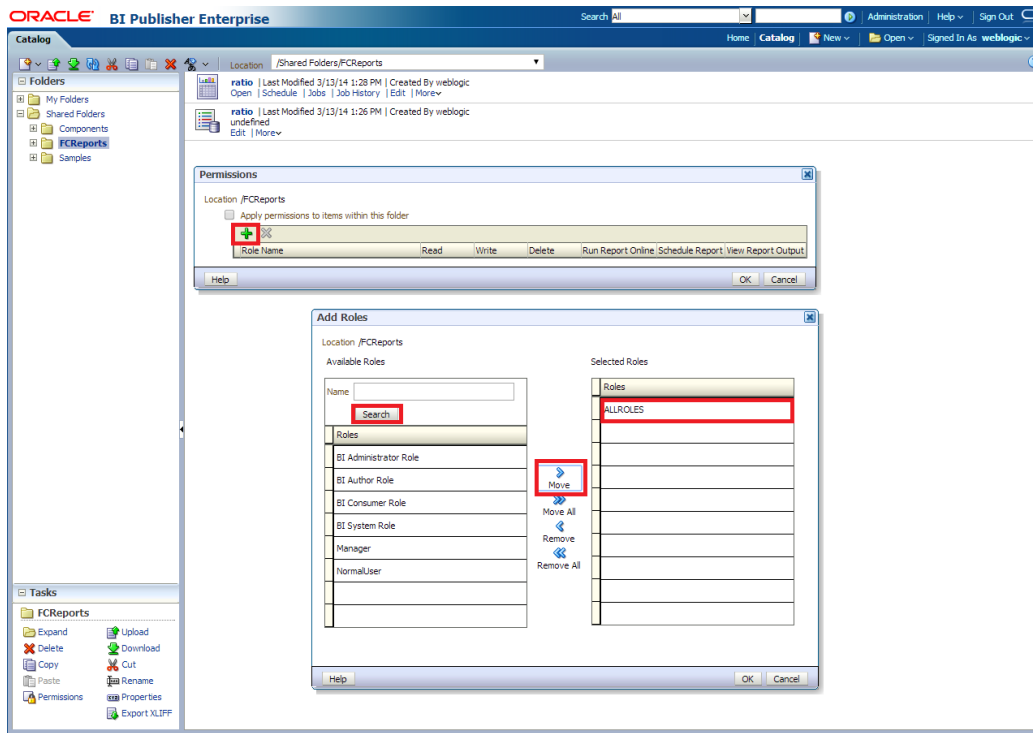 ORACLE® BI Publisher Enterprise Search All Administration Help Sign Out
Catalog Home Catalog New Open Signed In As weblogic
Location /Shared Folders/FCReports
Folders
My Folders
Shared Folders
Components
FCReports
Samples
ratio | Last Modified 3/13/14 1:28 PM | Created By weblogic
Open | Schedule | Jobs | Job History | Edit | More
ratio | Last Modified 3/13/14 1:26 PM | Created By weblogic
undefined
Edit | More
Permissions
Location /FCReports
Apply permissions to items within this folder
Role Name Read Write Delete Run Report Online Schedule Report View Report Output
Help OK Cancel
Add Roles
Location /FCReports
Available Roles
Name
Search
Roles
BI Administrator Role
BI Author Role
BI Consumer Role
BI System Role
Manager
NormalUser
Move
Move All
Remove
Remove All
Selected Roles
Roles
ALLROLES
Help OK Cancel
Tasks
FCReports
Expand Upload
Delete Download
Copy Cut
Paste Rename
Permissions Properties
Export XLIFF